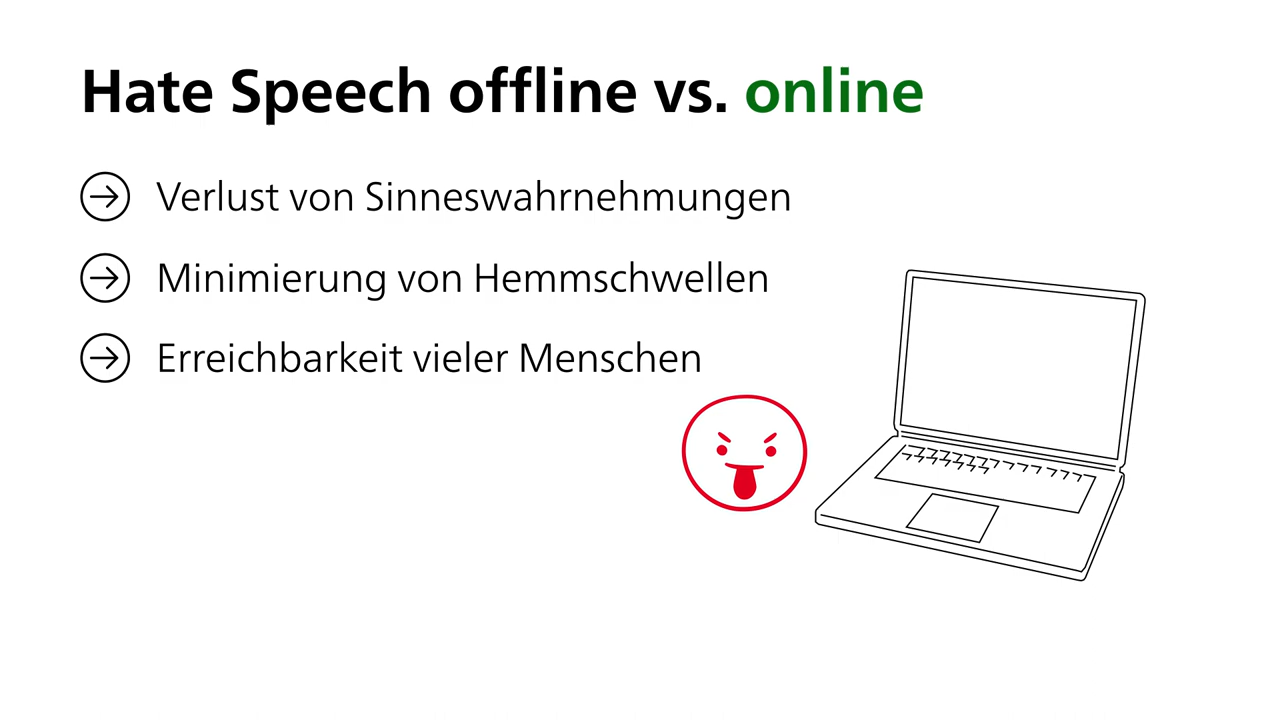 Hate Speech offline vs. online
Verlust von Sinneswahrnehmungen
Minimierung von Hemmschwellen
Erreichbarkeit vieler Menschen